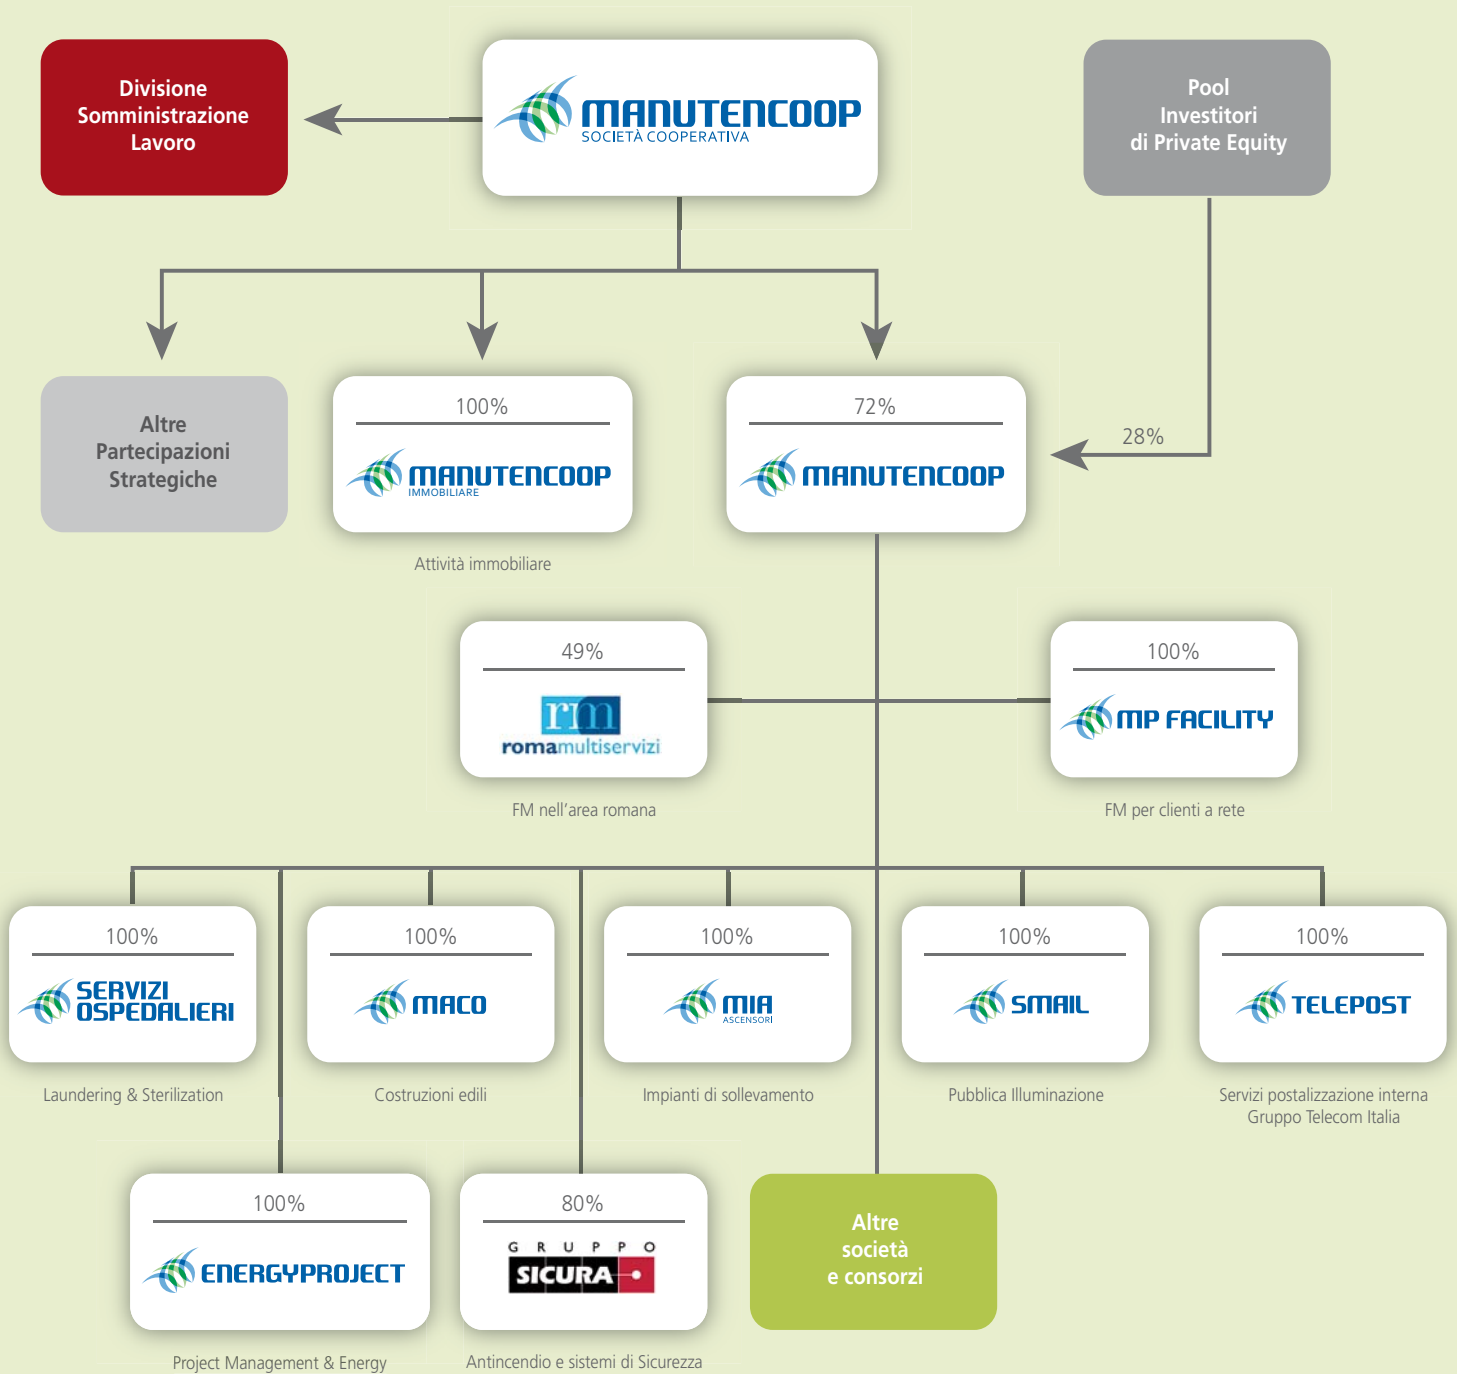 Divisione
Somministrazione
Lavoro
MANUTENCOOP
SOCIETÀ COOPERATIVA
Pool
Investitori
di Private Equity
Altre
Partecipazioni
Strategiche
100%
MANUTENCOOP
IMMOBILIARE
Attività immobiliare
72%
MANUTENCOOP
28%
49%
rm
romamultiservizi
FM nell'area romana
100%
MP FACILITY
FM per clienti a rete
100%
SERVIZI
OSPEDALIERI
Laundering & Sterilization
100%
MACO
Costruzioni edili
100%
MIA
ASCENSORI
Impianti di sollevamento
100%
SMAIL
Pubblica Illuminazione
100%
TELEPOST
Servizi postalizzazione interna
Gruppo Telecom Italia
100%
ENERGYPROJECT
Project Management & Energy
80%
GRUPPO
SICURA
Antincendio e sistemi di Sicurezza
Altre
società
e consorzi